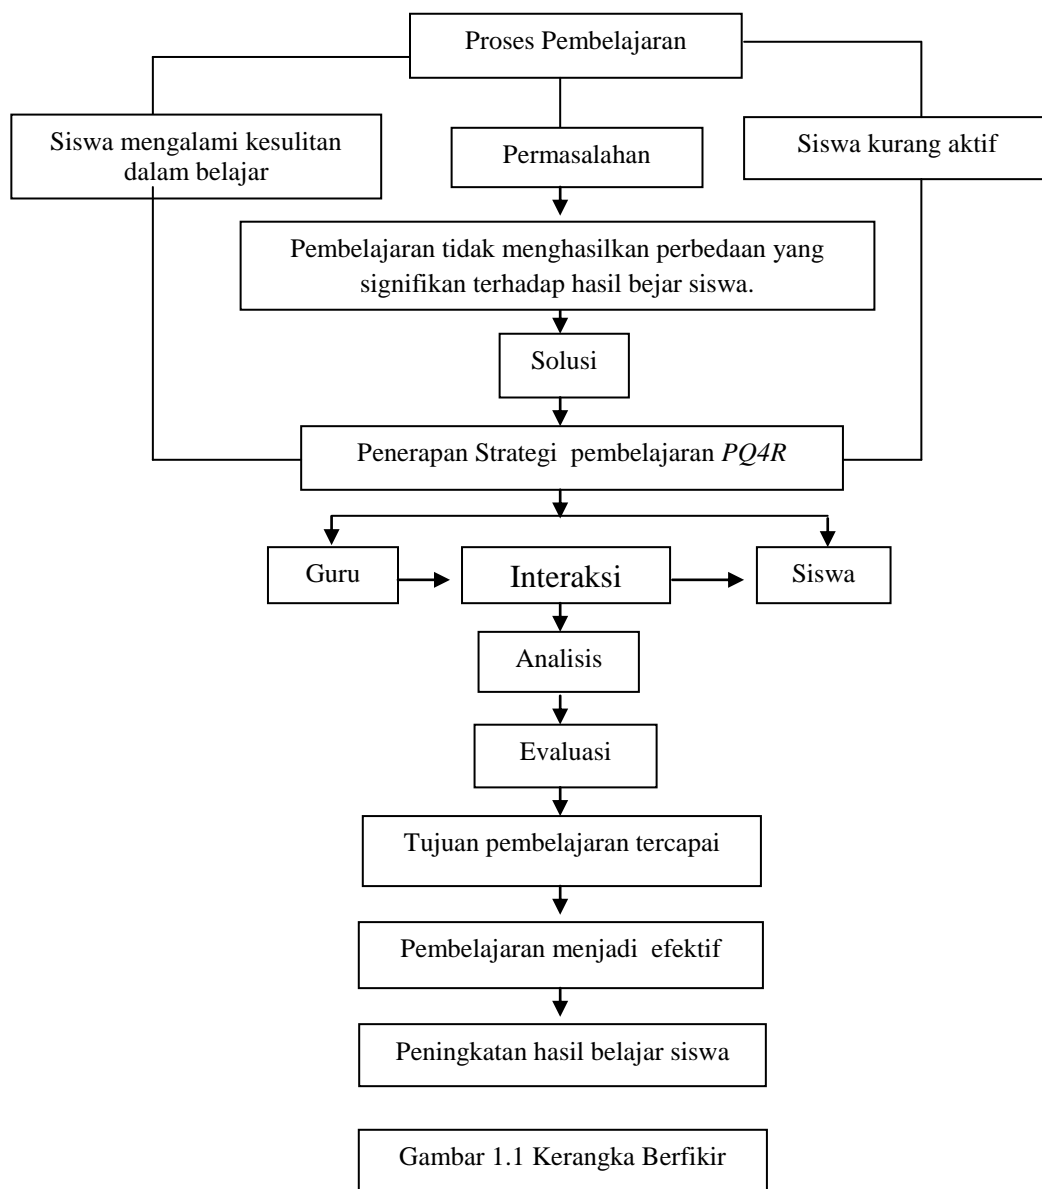 Proses Pembelajaran
Siswa mengalami kesulitan
dalam belajar
Permasalahan
Siswa kurang aktif
Pembelajaran tidak menghasilkan perbedaan yang
signifikan terhadap hasil bejar siswa.
Solusi
Penerapan Strategi pembelajaran PQ4R
Guru
Interaksi
Siswa
Analisis
Evaluasi
Tujuan pembelajaran tercapai
Pembelajaran menjadi efektif
Peningkatan hasil belajar siswa
Gambar 1.1 Kerangka Berfikir